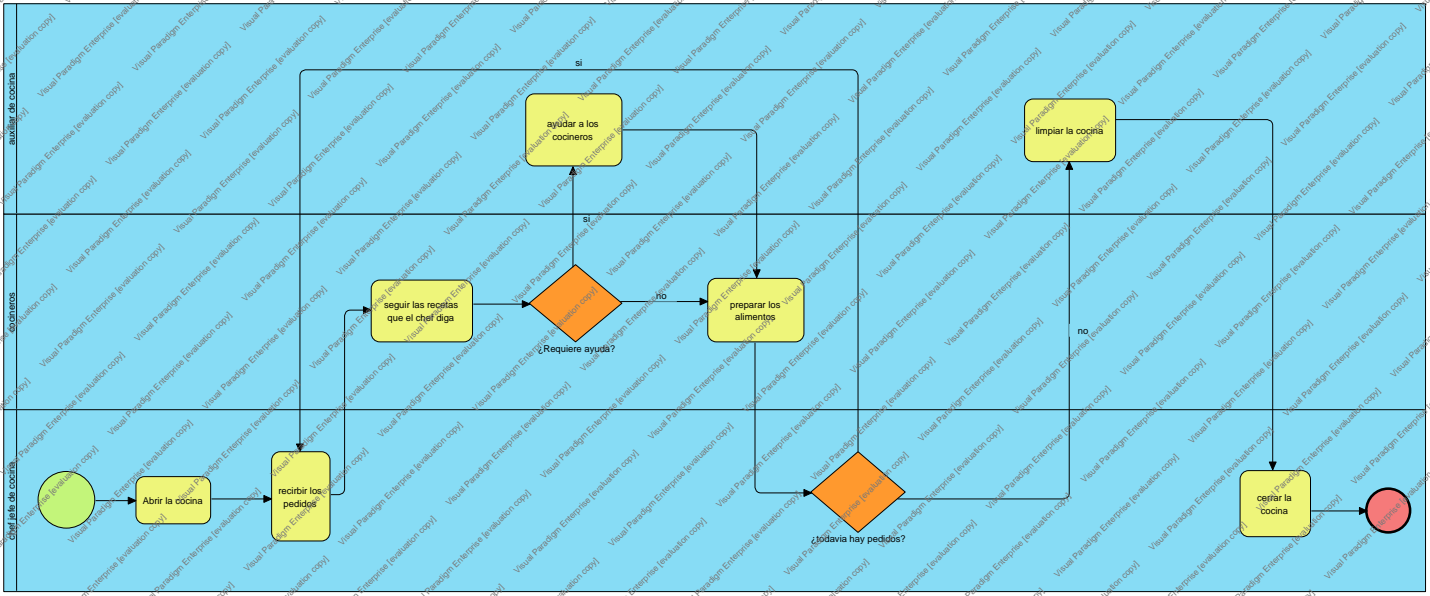 auxiliar de cocina
si
ayudar a los
cocineros
limpiar la cocina
si
cocineros
seguir las recetas
que el chef diga
¿Requiere ayuda?
no
preparar los
alimentos
no
chef jefe de cocina
Abrir la cocina
recirbir los
pedidos
¿todavia hay pedidos?
cerrar la
cocina
Visual Paradigm Enterprise [evaluation copy]